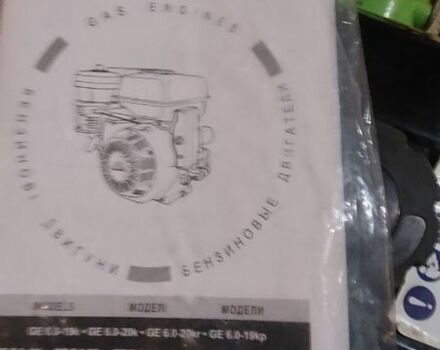 GAS ENGINES
БЕНЗИНОВЫЕ ДВИГАТЕЛИ
ДВИГУНИ
MODELS МОДЕЛІ МОДЕЛИ
GE 6.0-19k • GE 6.0-20k • GE 6.0-20kr • GE 6.0-19kp